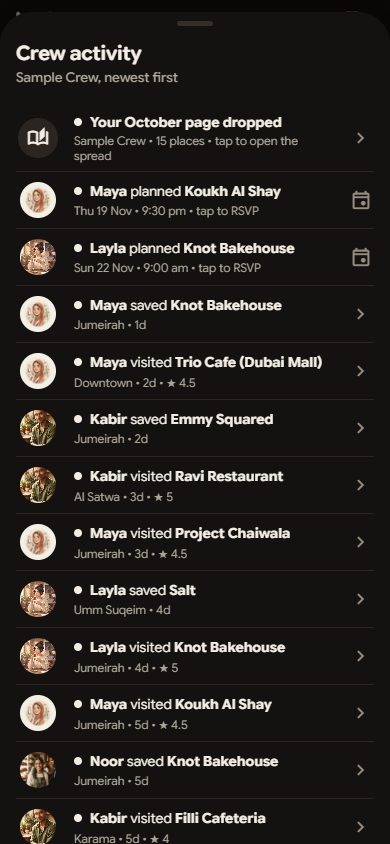 Crew activity
Sample Crew, newest first
Your October page dropped
Sample Crew • 15 places • tap to open the
spread
Maya planned Koukh Al Shay
Thu 19 Nov • 9:30 pm • tap to RSVP
Layla planned Knot Bakehouse
Sun 22 Nov • 9:00 am • tap to RSVP
Maya saved Knot Bakehouse
Jumeirah • 1d
Maya visited Trio Cafe (Dubai Mall)
Downtown • 2d • ★ 4.5
Kabir saved Emmy Squared
Jumeirah • 2d
Kabir visited Ravi Restaurant
Al Satwa • 3d • ★ 5
Maya visited Project Chaiwala
Jumeirah • 3d • ★ 4.5
Layla saved Salt
Umm Suqeim • 4d
Layla visited Knot Bakehouse
Jumeirah • 4d • ★ 5
Maya visited Koukh Al Shay
Jumeirah • 5d • ★ 4.5
Noor saved Knot Bakehouse
Jumeirah • 5d
Kabir visited Filli Cafeteria
Karama • 5d • ★ 4